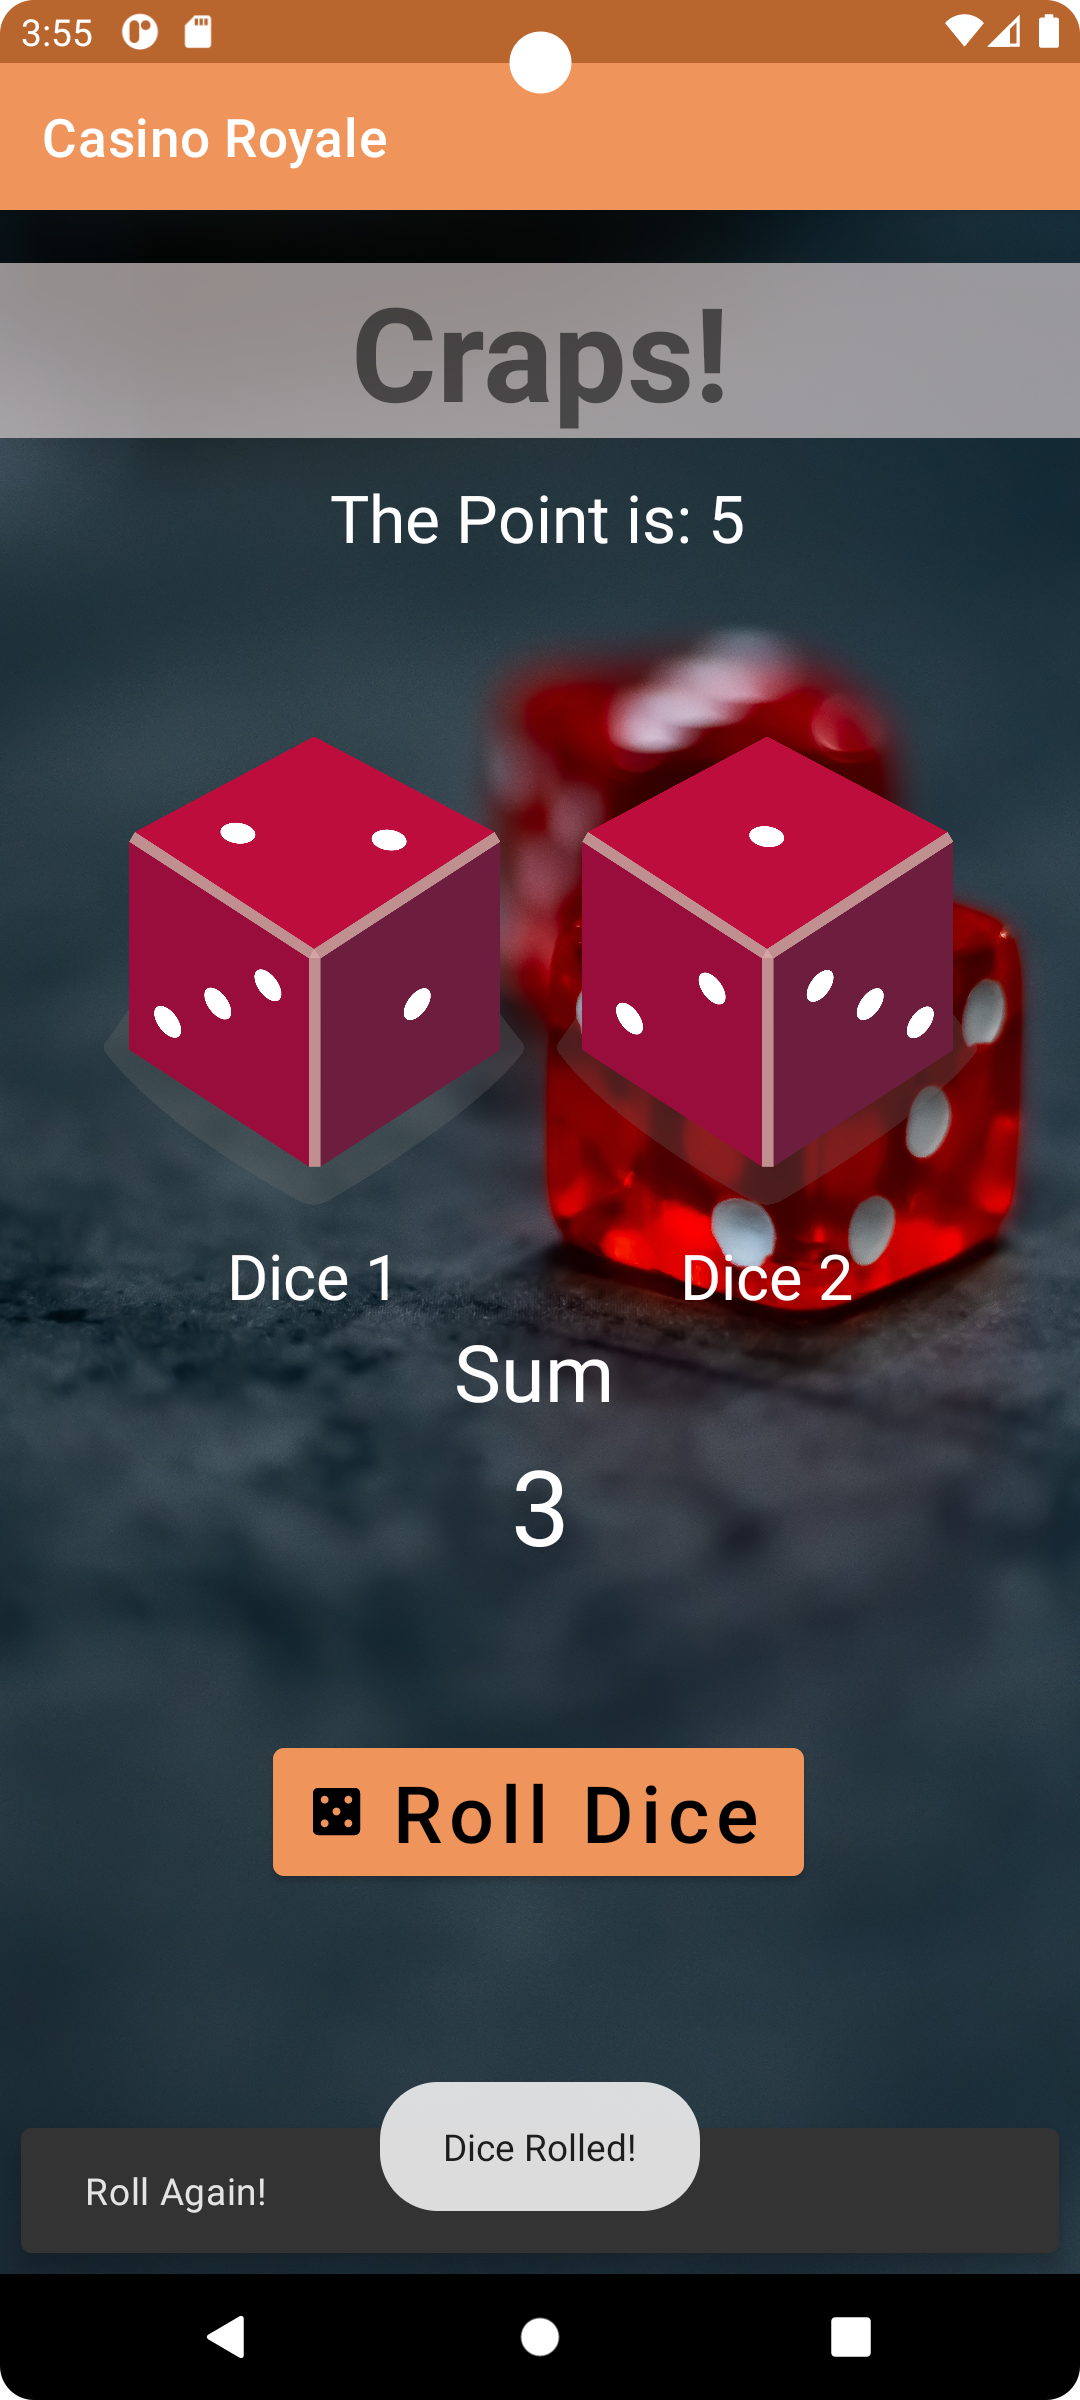 3:55
Casino Royale
Craps!
The Point is: 5
Dice 1
Dice 2
Sum
3
Roll Dice
Dice Rolled!
Roll Again!